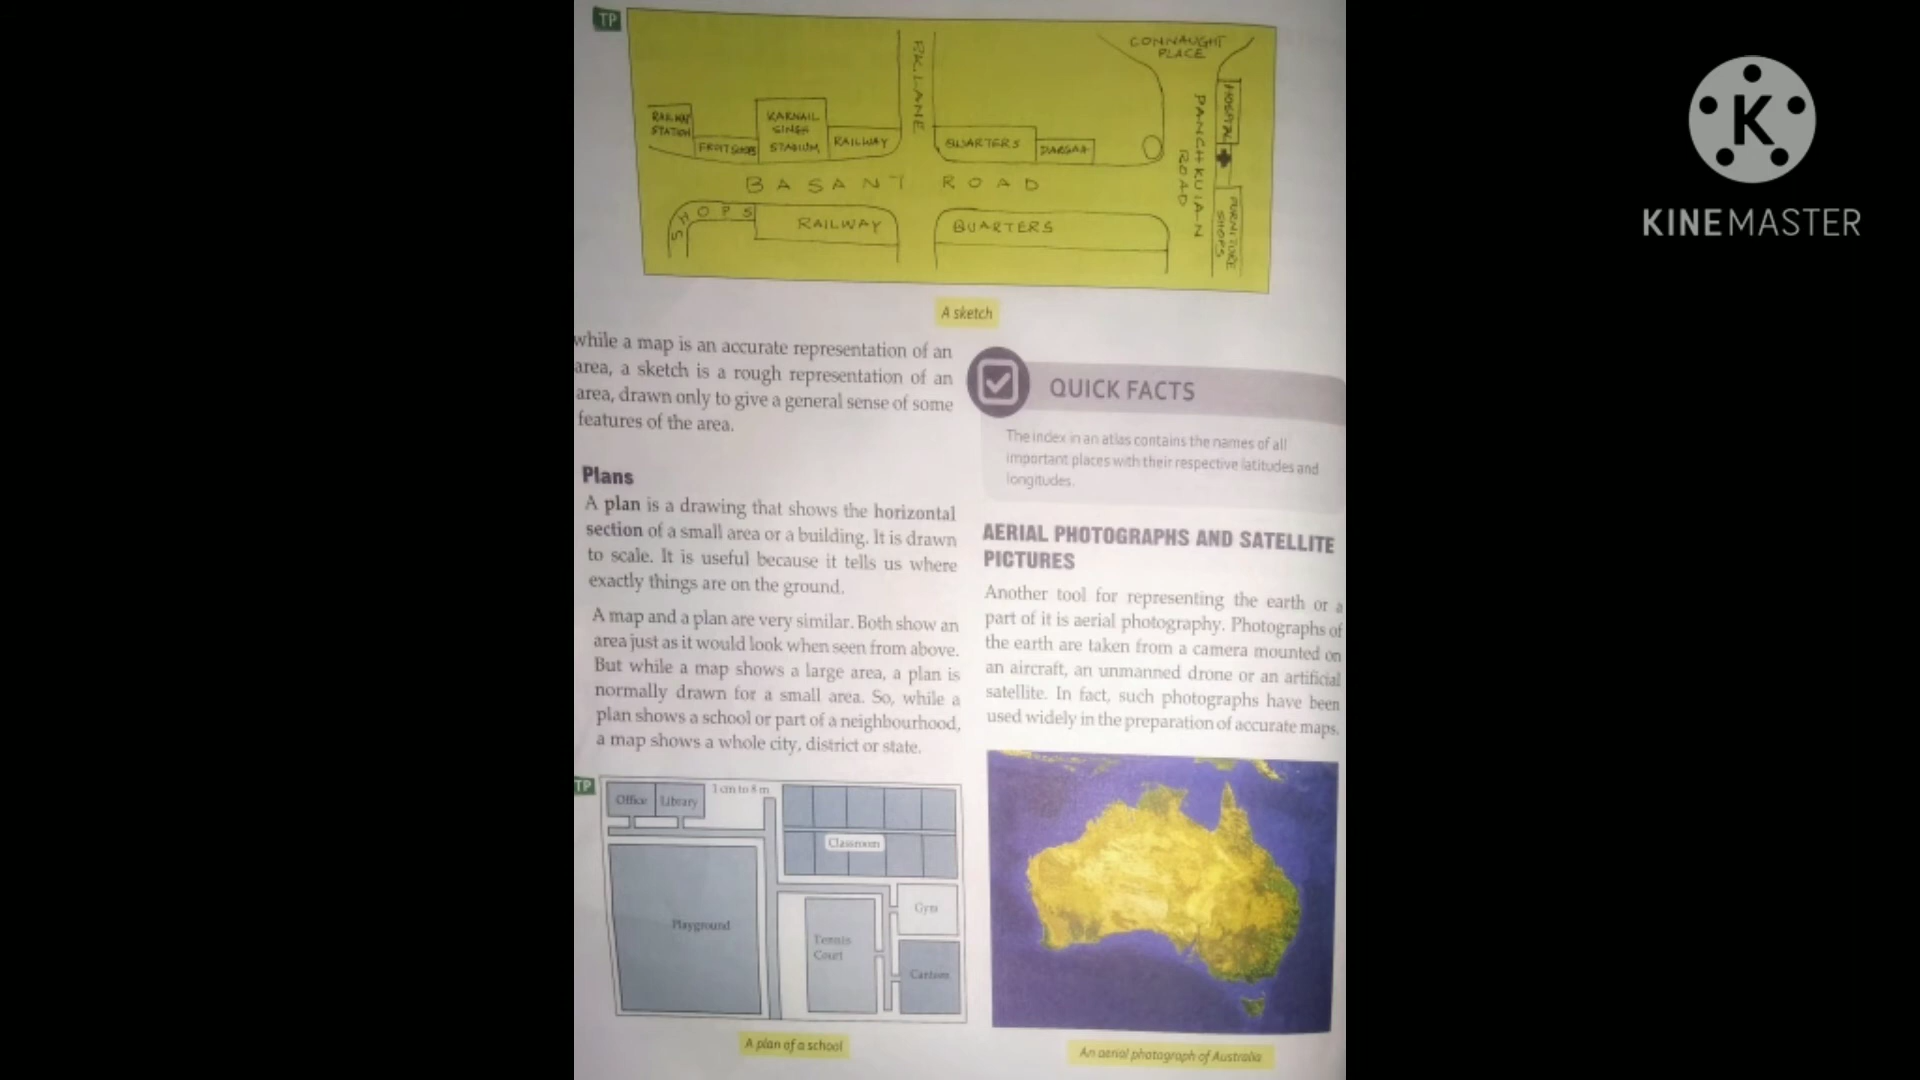 TP
CONNAUGHT
PLACE
P.K. LANE
HOSPITAL
RAILWAY
STATION
KARNAIL
SINGH
STADIUM
FRUIT SHOPS
RAILWAY
QUARTERS
DARGAH
PANCHKUIAN
ROAD
BASANT ROAD
SHOPS
RAILWAY
QUARTERS
FURNITURE
SHOPS
A sketch
while a map is an accurate representation of an
area, a sketch is a rough representation of an
area, drawn only to give a general sense of some
features of the area.
Plans
A plan is a drawing that shows the horizontal
section of a small area or a building. It is drawn
to scale. It is useful because it tells us where
exactly things are on the ground.
A map and a plan are very similar. Both show an
area just as it would look when seen from above.
But while a map shows a large area, a plan is
normally drawn for a small area. So, while a
plan shows a school or part of a neighbourhood,
a map shows a whole city, district or state.
TP
Office
Library
1 cm to 8 m
Classroom
Playground
Tennis
Court
Gym
Canteen
A plan of a school
QUICK FACTS
The index in an atlas contains the names of all
important places with their respective latitudes and
longitudes.
AERIAL PHOTOGRAPHS AND SATELLITE
PICTURES
Another tool for representing the earth or a
part of it is aerial photography. Photographs of
the earth are taken from a camera mounted on
an aircraft, an unmanned drone or an artificial
satellite. In fact, such photographs have been
used widely in the preparation of accurate maps.
An aerial photograph of Australia
K
KINEMASTER